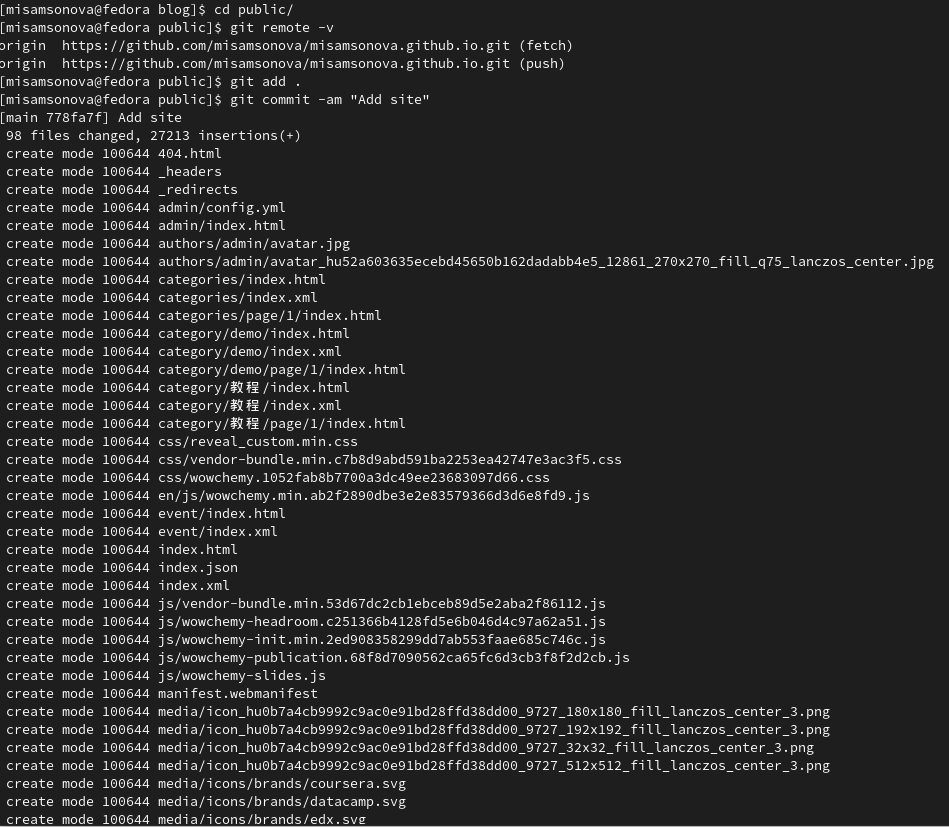 [misamsonova@fedora blog]$ cd public/
[misamsonova@fedora public]$ git remote -v
origin  https://github.com/misamsonova/misamsonova.github.io.git (fetch)
origin  https://github.com/misamsonova/misamsonova.github.io.git (push)
[misamsonova@fedora public]$ git add .
[misamsonova@fedora public]$ git commit -am "Add site"
[main 778fa7f] Add site
 98 files changed, 27213 insertions(+)
 create mode 100644 404.html
 create mode 100644 _headers
 create mode 100644 _redirects
 create mode 100644 admin/config.yml
 create mode 100644 admin/index.html
 create mode 100644 authors/admin/avatar.jpg
 create mode 100644 authors/admin/avatar_hu52a603635ecebd45650b162dadabb4e5_12861_270x270_fill_q75_lanczos_center.jpg
 create mode 100644 categories/index.html
 create mode 100644 categories/index.xml
 create mode 100644 categories/page/1/index.html
 create mode 100644 category/demo/index.html
 create mode 100644 category/demo/index.xml
 create mode 100644 category/demo/page/1/index.html
 create mode 100644 category/教程/index.html
 create mode 100644 category/教程/index.xml
 create mode 100644 category/教程/page/1/index.html
 create mode 100644 css/reveal_custom.min.css
 create mode 100644 css/vendor-bundle.min.c7b8d9abd591ba2253ea42747e3ac3f5.css
 create mode 100644 css/wowchemy.1052fab8b7700a3dc49ee23683097d66.css
 create mode 100644 en/js/wowchemy.min.ab2f2890dbe3e2e83579366d3d6e8fd9.js
 create mode 100644 event/index.html
 create mode 100644 event/index.xml
 create mode 100644 index.html
 create mode 100644 index.json
 create mode 100644 index.xml
 create mode 100644 js/vendor-bundle.min.53d67dc2cb1ebceb89d5e2aba2f86112.js
 create mode 100644 js/wowchemy-headroom.c251366b4128fd5e6b046d4c97a62a51.js
 create mode 100644 js/wowchemy-init.min.2ed908358299dd7ab553faae685c746c.js
 create mode 100644 js/wowchemy-publication.68f8d7090562ca65fc6d3cb3f8f2d2cb.js
 create mode 100644 js/wowchemy-slides.js
 create mode 100644 manifest.webmanifest
 create mode 100644 media/icon_hu0b7a4cb9992c9ac0e91bd28ffd38dd00_9727_180x180_fill_lanczos_center_3.png
 create mode 100644 media/icon_hu0b7a4cb9992c9ac0e91bd28ffd38dd00_9727_192x192_fill_lanczos_center_3.png
 create mode 100644 media/icon_hu0b7a4cb9992c9ac0e91bd28ffd38dd00_9727_32x32_fill_lanczos_center_3.png
 create mode 100644 media/icon_hu0b7a4cb9992c9ac0e91bd28ffd38dd00_9727_512x512_fill_lanczos_center_3.png
 create mode 100644 media/icons/brands/coursera.svg
 create mode 100644 media/icons/brands/datacamp.svg
 create mode 100644 media/icons/brands/edx.svg